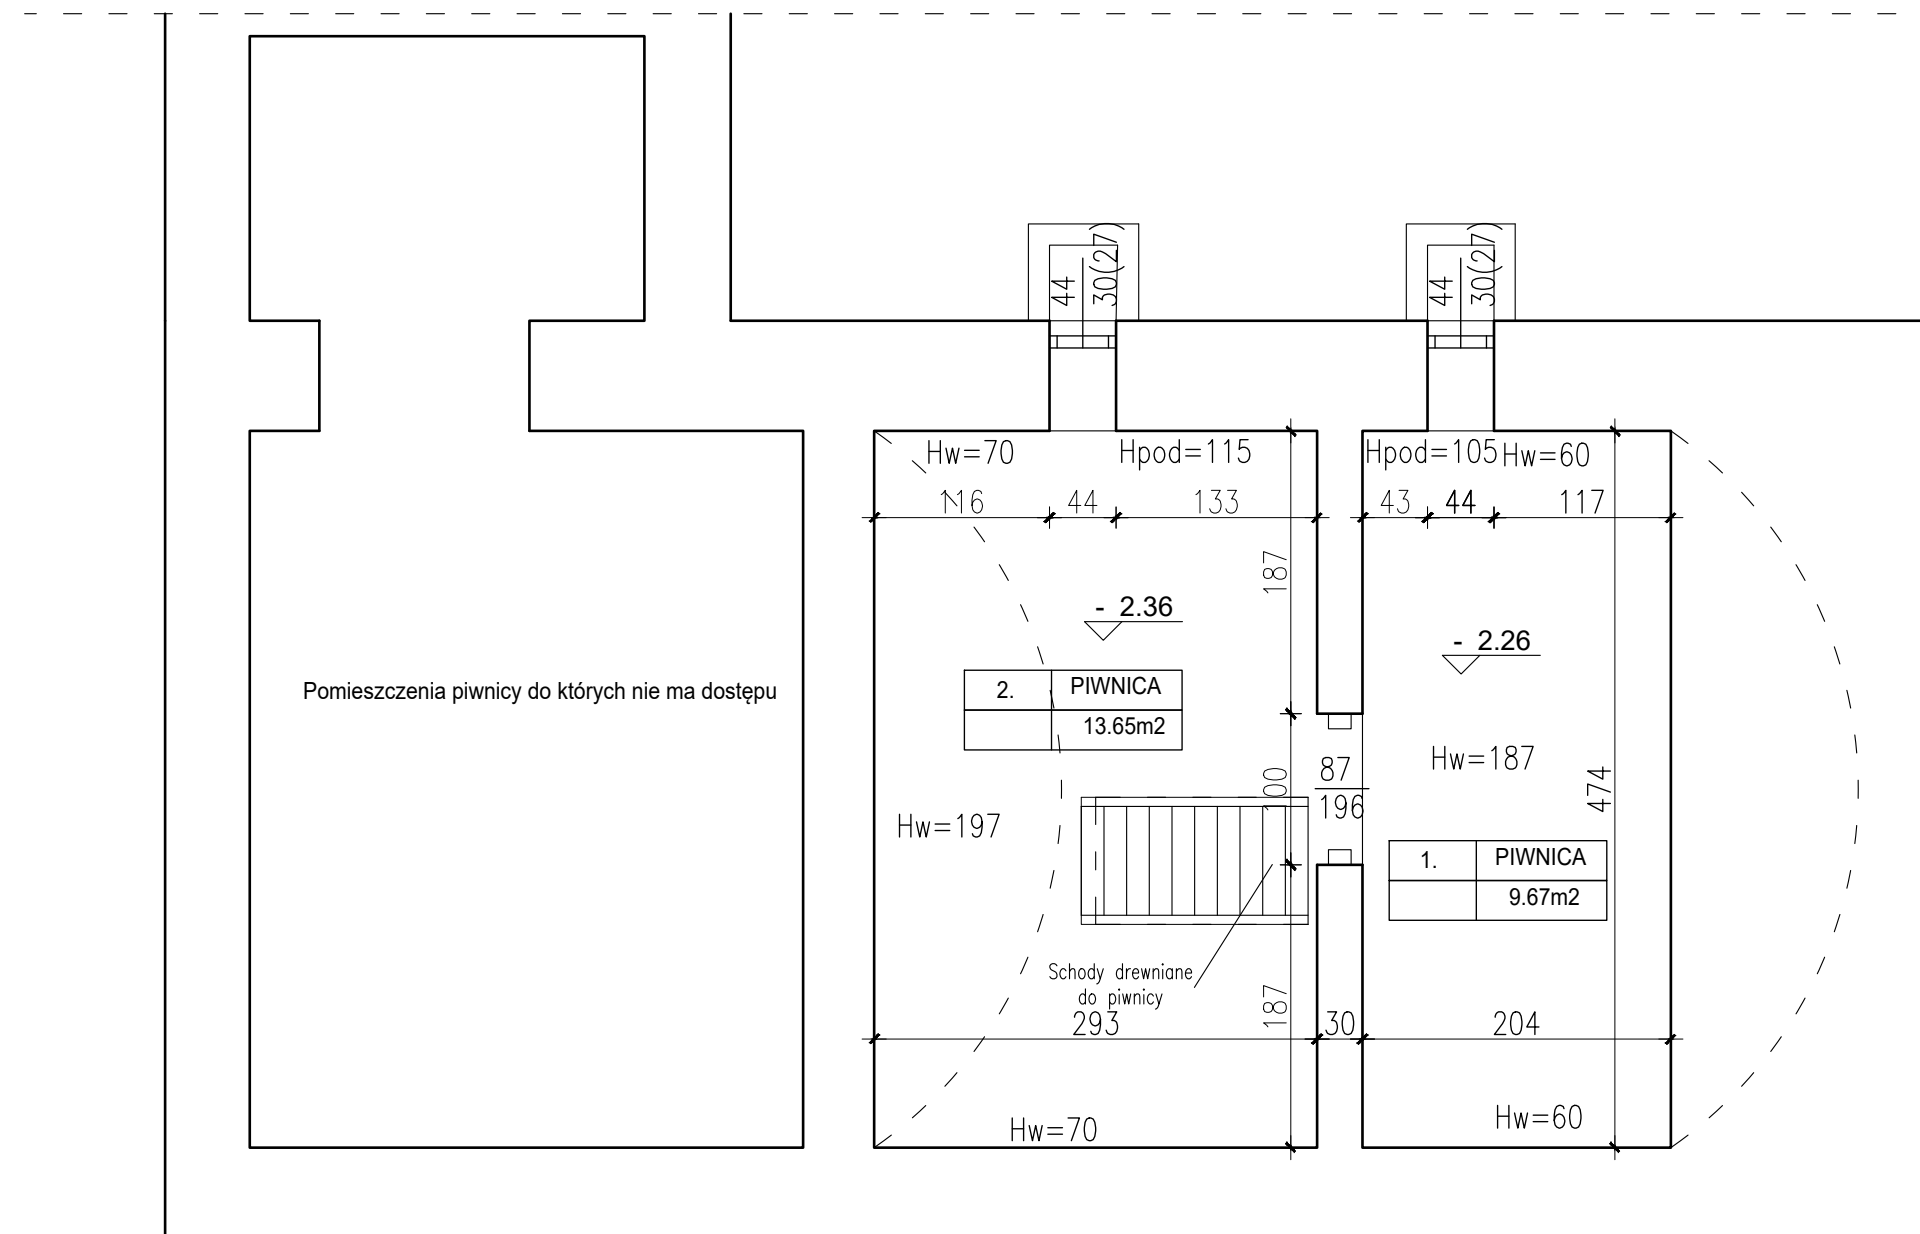 44
30(27)
44
30(27)
Hw=70
Hpod=115
Hpod=105
Hw=60
116
44
133
43
44
117
187
- 2.36
- 2.26
2.
PIWNICA
13.65m2
Pomieszczenia piwnicy do których nie ma dostępu
Hw=187
87
196
100
474
Hw=197
1.
PIWNICA
9.67m2
Schody drewniane
do piwnicy
187
293
30
204
Hw=70
Hw=60